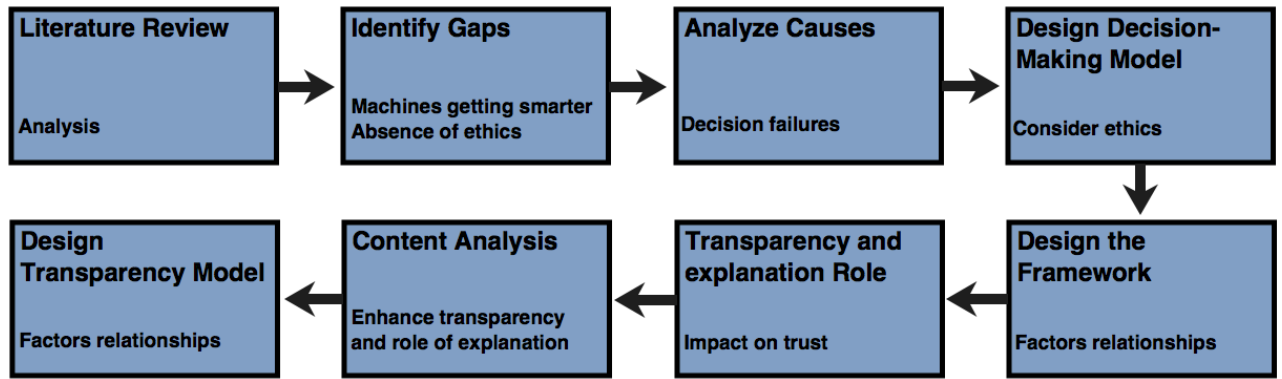 Literature Review
Analysis
Identify Gaps
Machines getting smarter
Absence of ethics
Analyze Causes
Decision failures
Design Decision-
Making Model
Consider ethics
Design the
Framework
Factors relationships
Transparency and
explanation Role
Impact on trust
Content Analysis
Enhance transparency
and role of explanation
Design
Transparency Model
Factors relationships